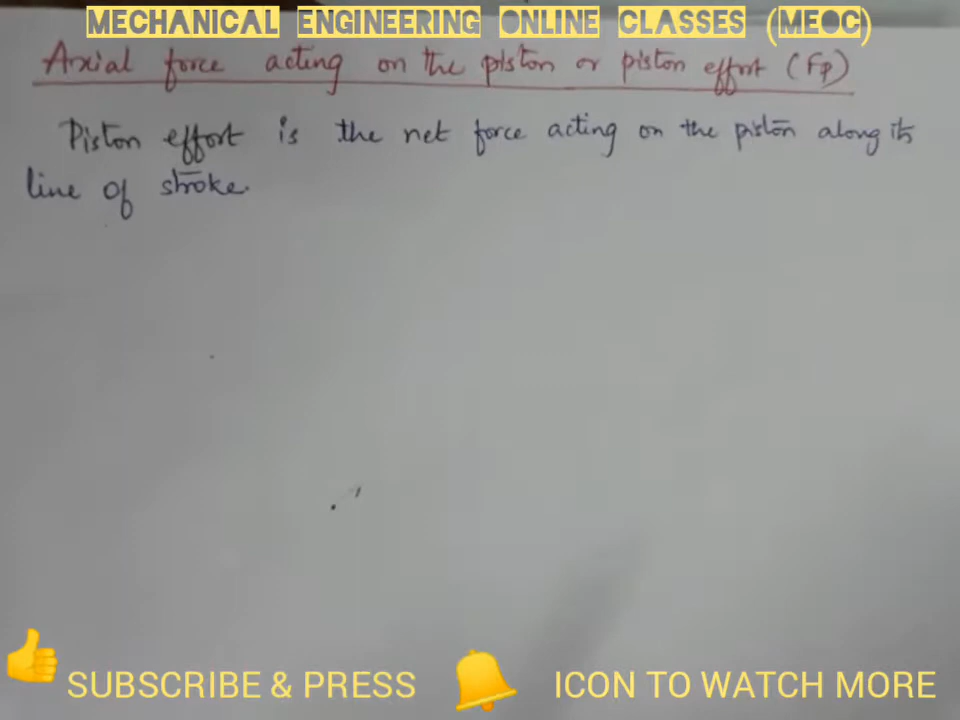 MECHANICAL ENGINEERING ONLINE CLASSES (MEOC)
Axial force acting on the piston or piston effort (Fp)
Piston effort is the net force acting on the piston along its
line of stroke.
SUBSCRIBE & PRESS ICON TO WATCH MORE